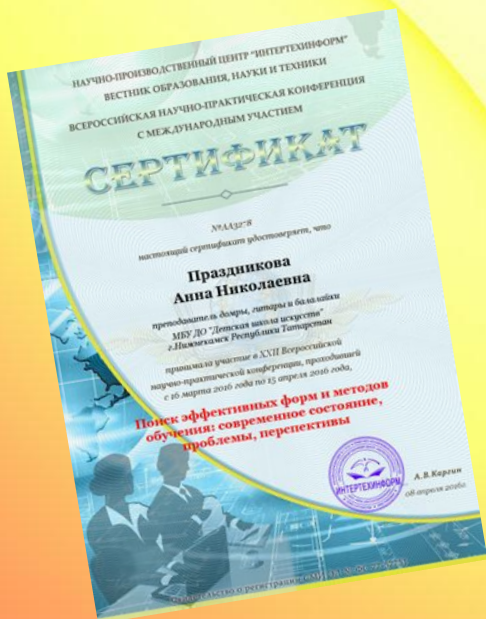 НАУЧНО-ПРОИЗВОДСТВЕННЫЙ ЦЕНТР "ИНТЕРТЕХИНФОРМ"
ВЕСТНИК ОБРАЗОВАНИЯ, НАУКИ И ТЕХНИКИ
ВСЕРОССИЙСКАЯ НАУЧНО-ПРАКТИЧЕСКАЯ КОНФЕРЕНЦИЯ
С МЕЖДУНАРОДНЫМ УЧАСТИЕМ
СЕРТИФИКАТ
настоящий сертификат удостоверяет, что
Праздникова
Анна Николаевна
преподаватель домры, гитары и балалайки
МБУ ДО "Детская школа искусств"
г.Нижнекамск Республики Татарстан
принимала участие в XXII Всероссийской
научно-практической конференции, проходившей
с 16 марта 2016 года по 15 апреля 2016 года,
Поиск эффективных форм и методов
обучения: современное состояние,
проблемы, перспективы
ИНТЕРТЕХИНФОРМ
А.В.Каргин
08 апреля 2016г.